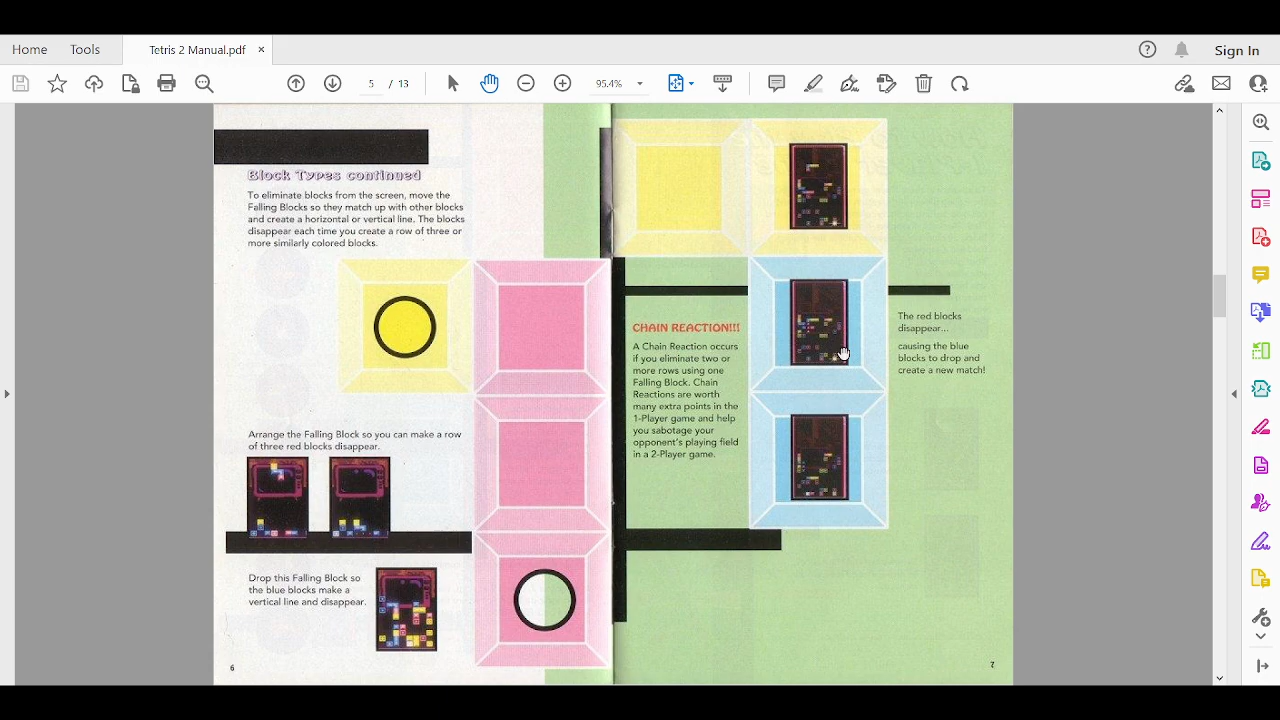 Home
Tools
Tetris 2 Manual.pdf
×
Sign In
5 / 13
95.4%
Block Types continued
To eliminate blocks from the screen, move the
Falling Blocks so they match up with other blocks
and create a horizontal or vertical line. The blocks
disappear each time you create a row of three or
more similarly colored blocks.
Arrange the Falling Block so you can make a row
of three red blocks disappear.
Drop this Falling Block so
the blue blocks make a
vertical line and disappear.
6
CHAIN REACTION!!!
A Chain Reaction occurs
if you eliminate two or
more rows using one
Falling Block. Chain
Reactions are worth
many extra points in the
1-Player game and help
you sabotage your
opponent's playing field
in a 2-Player game.
The red blocks
disappear...
causing the blue
blocks to drop and
create a new match!
7